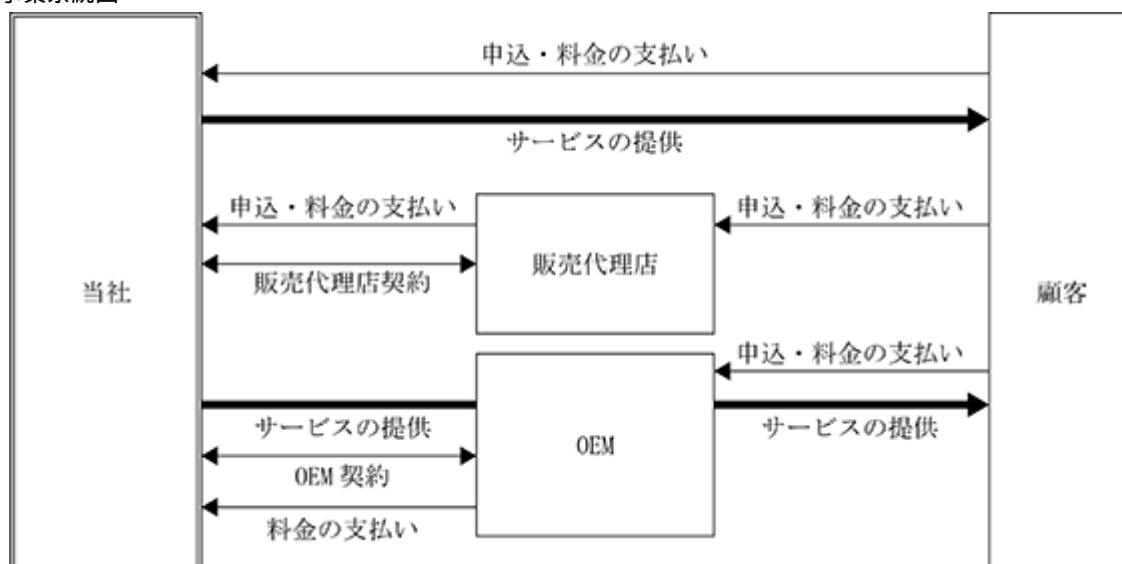 事業系統図
申込・料金の支払い
サービスの提供
申込・料金の支払い
申込・料金の支払い
販売代理店
販売代理店契約
当社
顧客
申込・料金の支払い
サービスの提供
サービスの提供
OEM
OEM 契約
料金の支払い